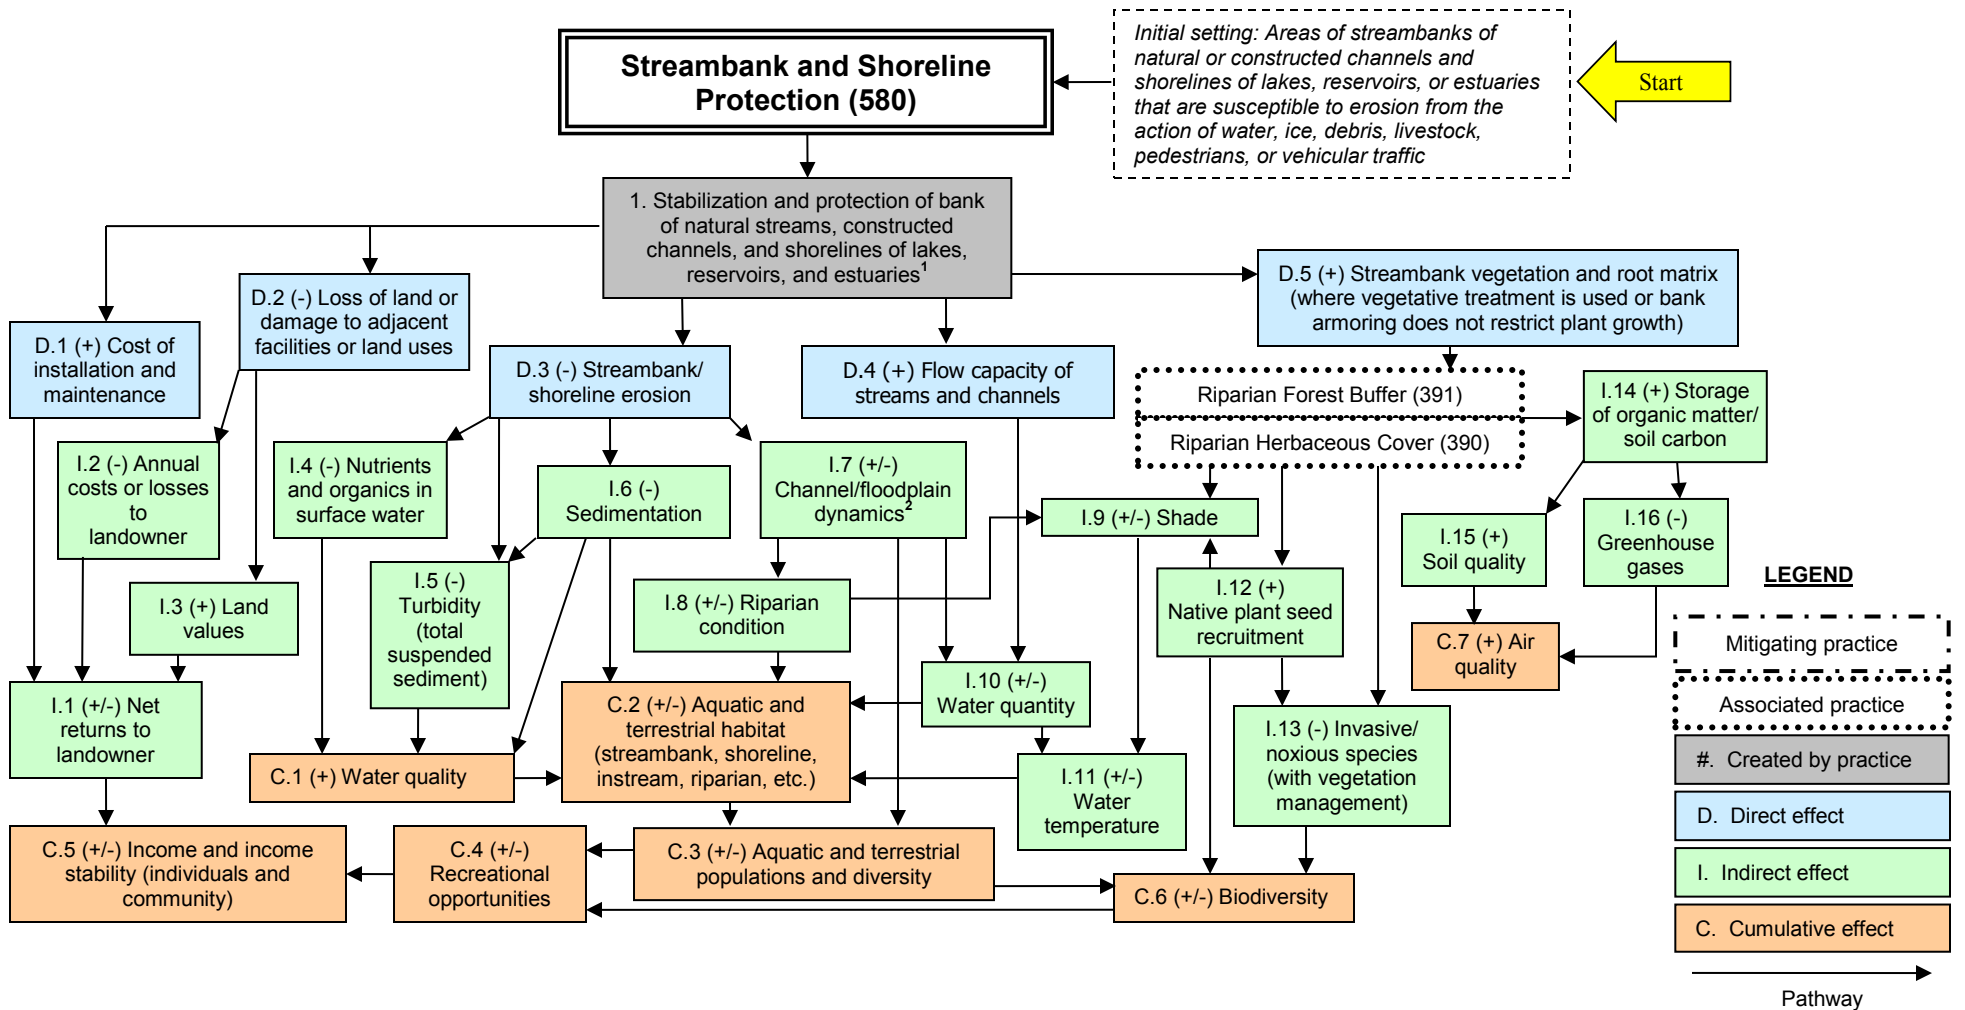 Streambank and Shoreline
Protection (580)
Initial setting: Areas of streambanks of
natural or constructed channels and
shorelines of lakes, reservoirs, or estuaries
that are susceptible to erosion from the
action of water, ice, debris, livestock,
pedestrians, or vehicular traffic
Start
1. Stabilization and protection of bank
of natural streams, constructed
channels, and shorelines of lakes,
reservoirs, and estuaries¹
D.1 (+) Cost of
installation and
maintenance
D.2 (-) Loss of land or
damage to adjacent
facilities or land uses
D.3 (-) Streambank/
shoreline erosion
D.4 (+) Flow capacity of
streams and channels
D.5 (+) Streambank vegetation and root matrix
(where vegetative treatment is used or bank
armoring does not restrict plant growth)
Riparian Forest Buffer (391)
Riparian Herbaceous Cover (390)
I.14 (+) Storage
of organic matter/
soil carbon
I.2 (-) Annual
costs or losses
to
landowner
I.4 (-) Nutrients
and organics in
surface water
I.6 (-)
Sedimentation
I.7 (+/-)
Channel/floodplain
dynamics²
I.9 (+/-) Shade
I.15 (+)
Soil quality
I.16 (-)
Greenhouse
gases
I.3 (+) Land
values
I.5 (-)
Turbidity
(total
suspended
sediment)
I.8 (+/-) Riparian
condition
I.12 (+)
Native plant seed
recruitment
C.7 (+) Air
quality
I.1 (+/-) Net
returns to
landowner
C.2 (+/-) Aquatic and
terrestrial habitat
(streambank, shoreline,
instream, riparian, etc.)
I.10 (+/-)
Water quantity
I.13 (-) Invasive/
noxious species
(with vegetation
management)
C.1 (+) Water quality
I.11 (+/-)
Water
temperature
C.5 (+/-) Income and income
stability (individuals and
community)
C.4 (+/-)
Recreational
opportunities
C.3 (+/-) Aquatic and terrestrial
populations and diversity
C.6 (+/-) Biodiversity
LEGEND
Mitigating practice
Associated practice
#. Created by practice
D. Direct effect
I. Indirect effect
C. Cumulative effect
Pathway